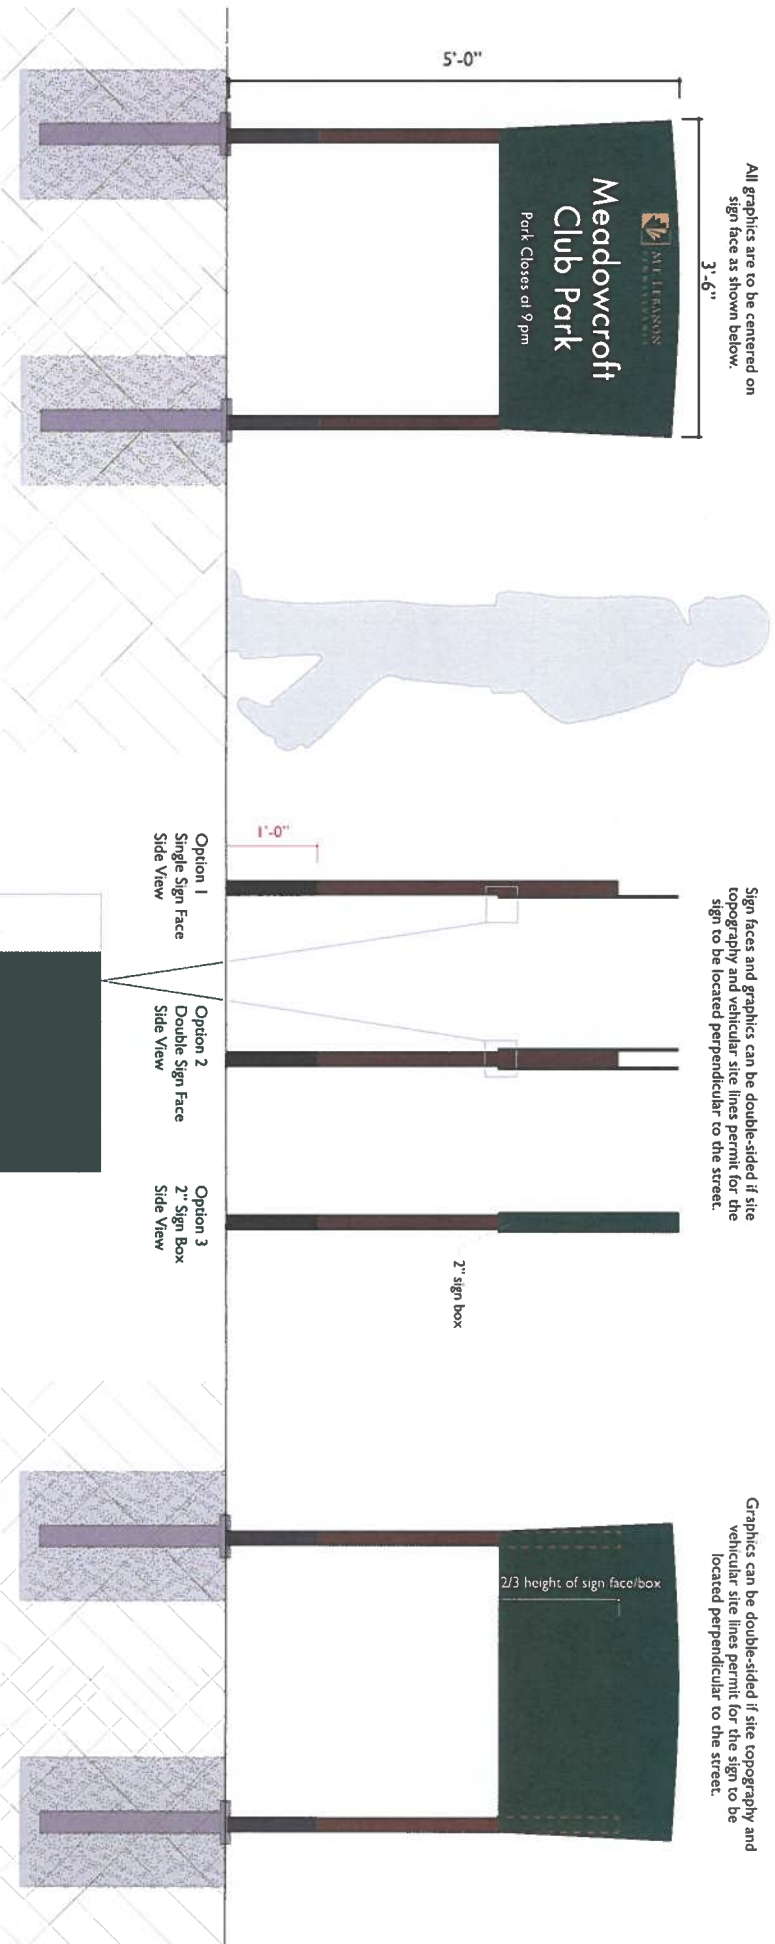 All graphics are to be centered on
sign face as shown below.
3'-6"
5'-0"
MT. LEBANON
PENNSYLVANIA
Meadowcroft
Club Park
Park Closes at 9 pm
Sign faces and graphics can be double-sided if site
topography and vehicular site lines permit for the
sign to be located perpendicular to the street.
1'-0"
2" sign box
Option 1
Single Sign Face
Side View
Option 2
Double Sign Face
Side View
Option 3
2" Sign Box
Side View
Graphics can be double-sided if site topography and
vehicular site lines permit for the sign to be
located perpendicular to the street.
2/3 height of sign face/box